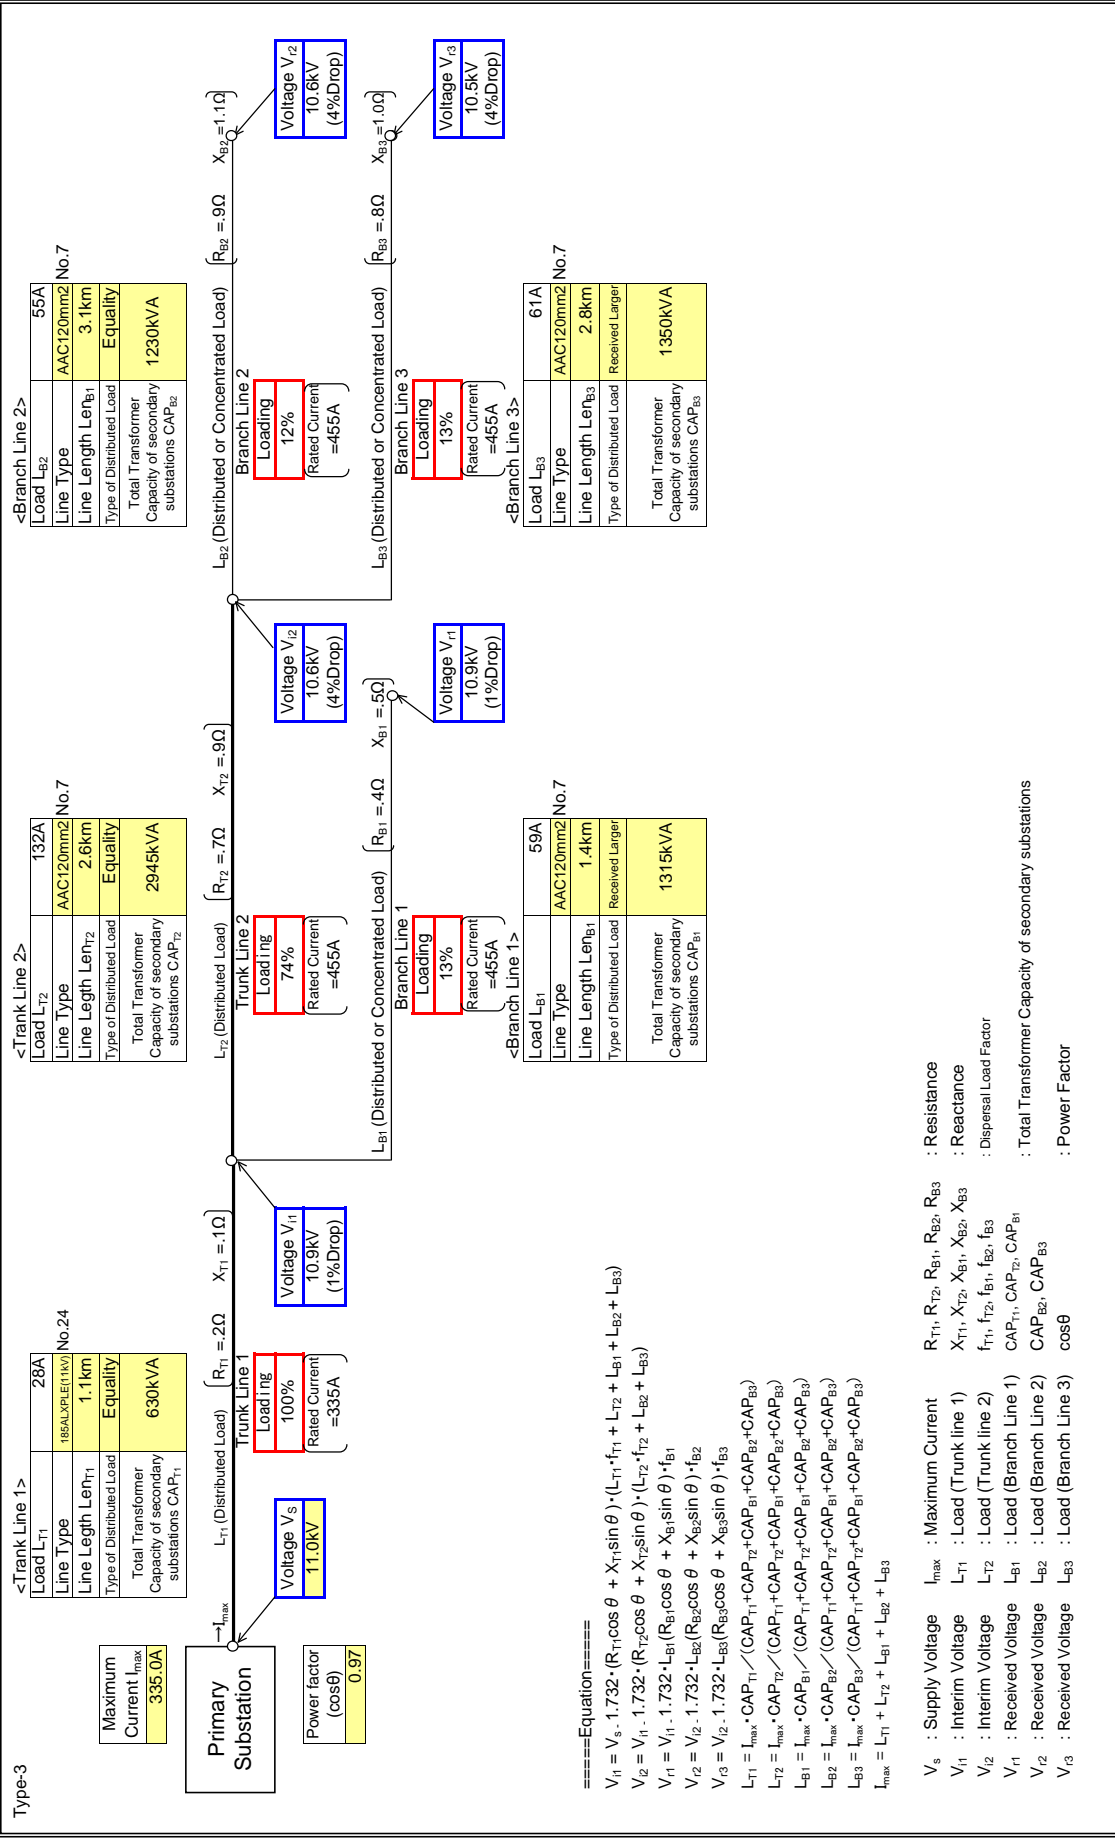 Type-3
Maximum
Current Imax
335.0A
Primary
Substation
Power factor
(cosθ)
0.97
→Imax
Voltage VS
11.0kV
<Trank Line 1>
Load LT1 28A
Line Type 185ALXPLE(11kV) No.24
Line Legth LenT1 1.1km
Type of Distributed Load Equality
Total Transformer
Capacity of secondary
substations CAPT1
630kVA
LT1 (Distributed Load) RT1 =.2Ω XT1 =.1Ω
Trunk Line 1
Loading
100%
Rated Current
=335A
Voltage Vi1
10.9kV
(1%Drop)
<Trank Line 2>
Load LT2 132A
Line Type AAC120mm2 No.7
Line Legth LenT2 2.6km
Type of Distributed Load Equality
Total Transformer
Capacity of secondary
substations CAPT2
2945kVA
LT2 (Distributed Load) RT2 =.7Ω XT2 =.9Ω
Trunk Line 2
Loading
74%
Rated Current
=455A
Voltage Vi2
10.6kV
(4%Drop)
LB1 (Distributed or Concentrated Load) RB1 =.4Ω XB1 =.5Ω
Branch Line 1
Loading
13%
Rated Current
=455A
Voltage Vr1
10.9kV
(1%Drop)
<Branch Line 1>
Load LB1 59A
Line Type AAC120mm2 No.7
Line Length LenB1 1.4km
Type of Distributed Load Received Larger
Total Transformer
Capacity of secondary
substations CAPB1
1315kVA
<Branch Line 2>
Load LB2 55A
Line Type AAC120mm2 No.7
Line Length LenB1 3.1km
Type of Distributed Load Equality
Total Transformer
Capacity of secondary
substations CAPB2
1230kVA
LB2 (Distributed or Concentrated Load) RB2 =.9Ω XB2 =1.1Ω
Branch Line 2
Loading
12%
Rated Current
=455A
Voltage Vr2
10.6kV
(4%Drop)
LB3 (Distributed or Concentrated Load) RB3 =.8Ω XB3 =1.0Ω
Branch Line 3
Loading
13%
Rated Current
=455A
Voltage Vr3
10.5kV
(4%Drop)
<Branch Line 3>
Load LB3 61A
Line Type AAC120mm2 No.7
Line Length LenB3 2.8km
Type of Distributed Load Received Larger
Total Transformer
Capacity of secondary
substations CAPB3
1350kVA
=====Equation=====
Vi1 = Vs - 1.732・(RT1cos θ + XT1sin θ)・(LT1・fT1 + LT2 + LB1 + LB2 + LB3)
Vi2 = Vi1 - 1.732・(RT2cos θ + XT2sin θ)・(LT2・fT2 + LB2 + LB3)
Vr1 = Vi1 - 1.732・LB1(RB1cos θ + XB1sin θ)・fB1
Vr2 = Vi2 - 1.732・LB2(RB2cos θ + XB2sin θ)・fB2
Vr3 = Vi2 - 1.732・LB3(RB3cos θ + XB3sin θ)・fB3
LT1 = Imax・CAPT1／(CAPT1+CAPT2+CAPB1+CAPB2+CAPB3)
LT2 = Imax・CAPT2／(CAPT1+CAPT2+CAPB1+CAPB2+CAPB3)
LB1 = Imax・CAPB1／(CAPT1+CAPT2+CAPB1+CAPB2+CAPB3)
LB2 = Imax・CAPB2／(CAPT1+CAPT2+CAPB1+CAPB2+CAPB3)
LB3 = Imax・CAPB3／(CAPT1+CAPT2+CAPB1+CAPB2+CAPB3)
Imax = LT1 + LT2 + LB1 + LB2 + LB3
Vs : Supply Voltage Imax : Maximum Current RT1, RT2, RB1, RB2, RB3 : Resistance
Vi1 : Interim Voltage LT1 : Load (Trunk line 1) XT1, XT2, XB1, XB2, XB3 : Reactance
Vi2 : Interim Voltage LT2 : Load (Trunk line 2) fT1, fT2, fB1, fB2, fB3 : Dispersal Load Factor
Vr1 : Received Voltage LB1 : Load (Branch Line 1) CAPT1, CAPT2, CAPB1
Vr2 : Received Voltage LB2 : Load (Branch Line 2) CAPB2, CAPB3 : Total Transformer Capacity of secondary substations
Vr3 : Received Voltage LB3 : Load (Branch Line 3) cosθ : Power Factor